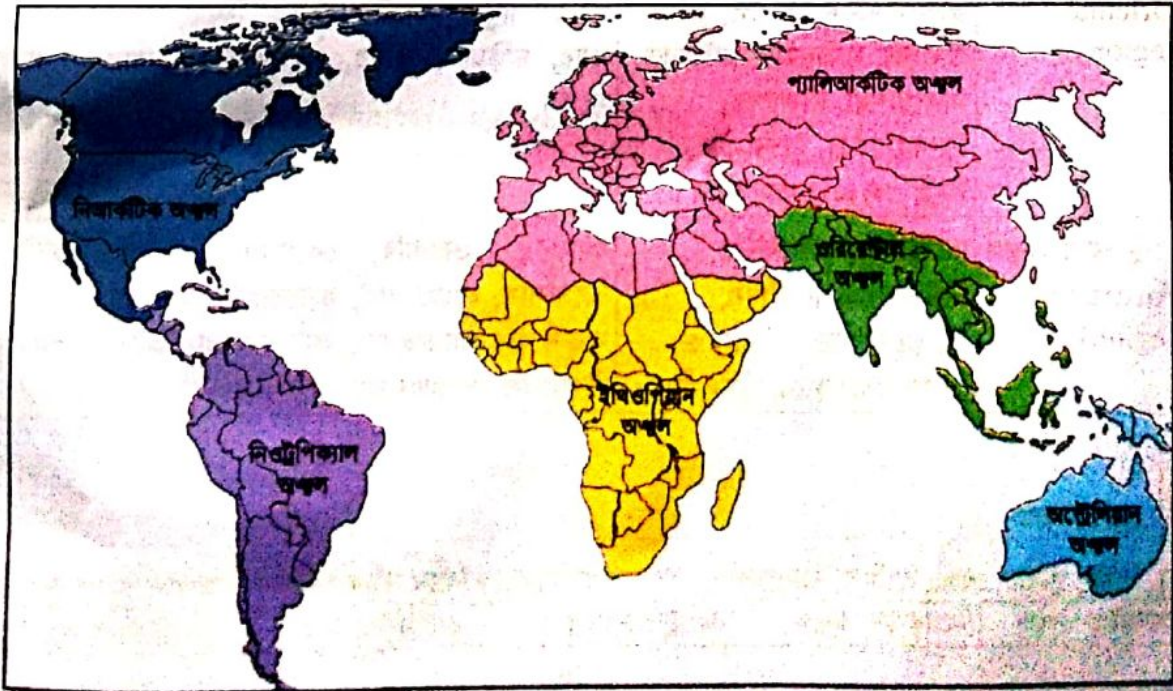 প্যালিআর্কটিক অঞ্চল
নিআর্কটিক অঞ্চল
ওরিয়েন্টাল
অঞ্চল
ইথিওপিয়ান
অঞ্চল
নিওট্রপিক্যাল
অঞ্চল
অস্ট্রেলিয়ান
অঞ্চল